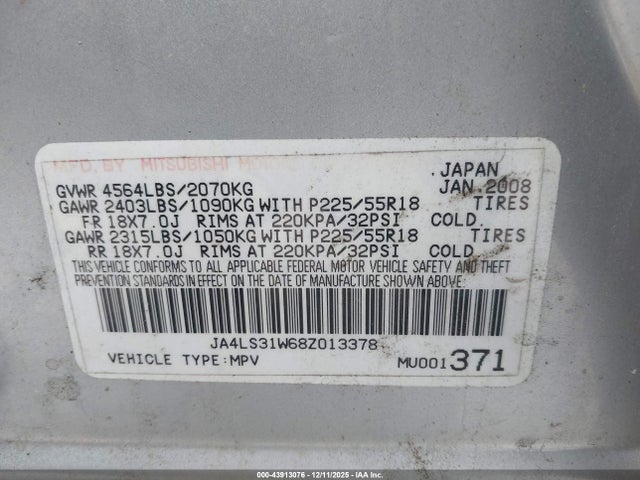 MFD. BY MITSUBISHI JAPAN
GVWR 4564LBS/2070KG JAN.2008
GAWR 2403LBS/1090KG WITH P225/55R18 TIRES
FR 18X7.0J RIMS AT 220KPA/32PSI COLD.
GAWR 2315LBS/1050KG WITH P225/55R18 TIRES
RR 18X7.0J RIMS AT 220KPA/32PSI COLD
THIS VEHICLE CONFORMS TO ALL APPLICABLE FEDERAL MOTOR VEHICLE SAFETY AND THEFT
PREVENTION STANDARDS IN EFFECT ON THE DATE OF MANUFACTURE SHOWN ABOVE.
JA4LS31W68Z013378
VEHICLE TYPE:MPV MU001371
000-43913076 - 12/11/2025 - IAA Inc.